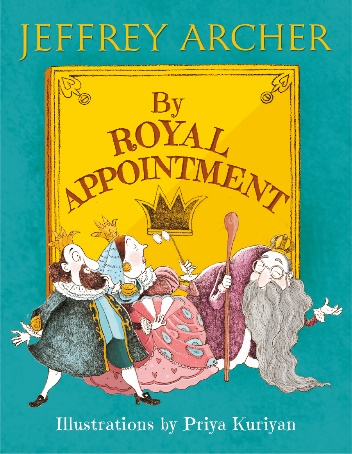 JEFFREY ARCHER
By
ROYAL
APPOINTMENT
Illustrations by Priya Kuriyan